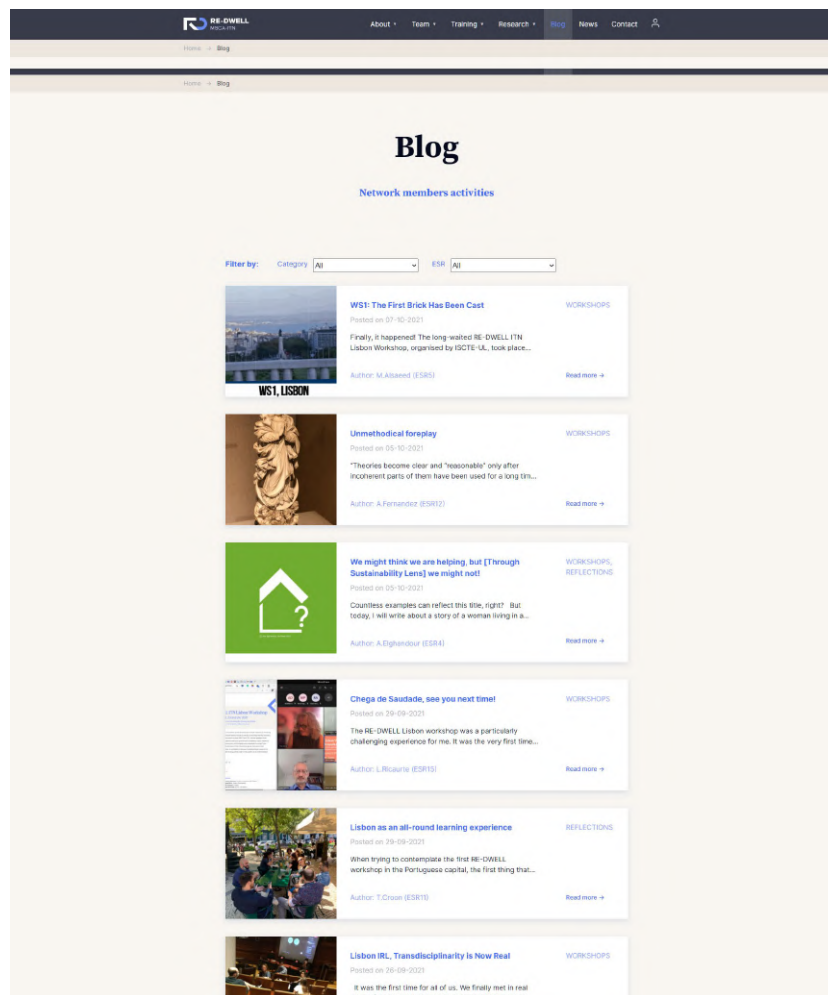 RE-DWELL
MSCA-ITN
About
Team
Training
Research
Blog
News
Contact
Home → Blog
Home → Blog
Blog
Network members activities
Filter by: Category All ESR All
WS1: The First Brick Has Been Cast
WORKSHOPS
Posted on 07-10-2021
Finally, it happened! The long-waited RE-DWELL ITN
Lisbon Workshop, organised by ISCTE-UL, took place...
Author: M.Alsaeed (ESR5)
Read more →
WS1, LISBON
Unmethodical foreplay
WORKSHOPS
Posted on 05-10-2021
"Theories become clear and "reasonable" only after
incoherent parts of them have been used for a long tim...
Author: A.Fernandez (ESR12)
Read more →
We might think we are helping, but [Through
Sustainability Lens] we might not!
WORKSHOPS,
REFLECTIONS
Posted on 05-10-2021
Countless examples can reflect this title, right? But
today, I will write about a story of a woman living in a...
Author: A.Elghandour (ESR4)
Read more →
?
Chega de Saudade, see you next time!
WORKSHOPS
Posted on 29-09-2021
The RE-DWELL Lisbon workshop was a particularly
challenging experience for me. It was the very first time...
Author: L.Ricaurte (ESR15)
Read more →
Lisbon as an all-round learning experience
REFLECTIONS
Posted on 29-09-2021
When trying to contemplate the first RE-DWELL
workshop in the Portuguese capital, the first thing that...
Author: T.Croon (ESR11)
Read more →
Lisbon IRL, Transdisciplinarity is Now Real
WORKSHOPS
Posted on 26-09-2021
It was the first time for all of us. We finally met in real